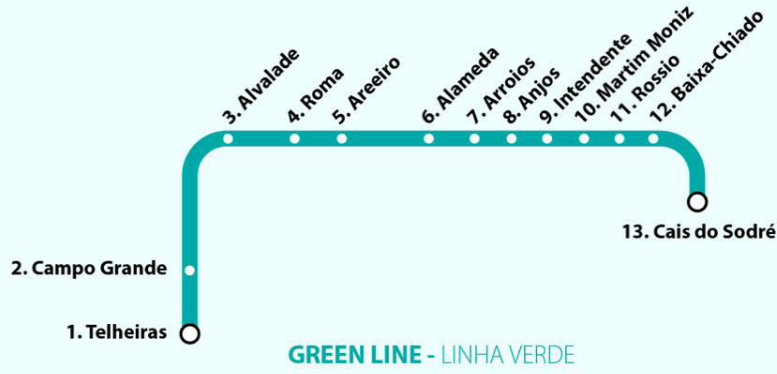 1. Telheiras
2. Campo Grande
3. Alvalade
4. Roma
5. Areeiro
6. Alameda
7. Arroios
8. Anjos
9. Intendente
10. Martim Moniz
11. Rossio
12. Baixa-Chiado
13. Cais do Sodré
GREEN LINE - LINHA VERDE